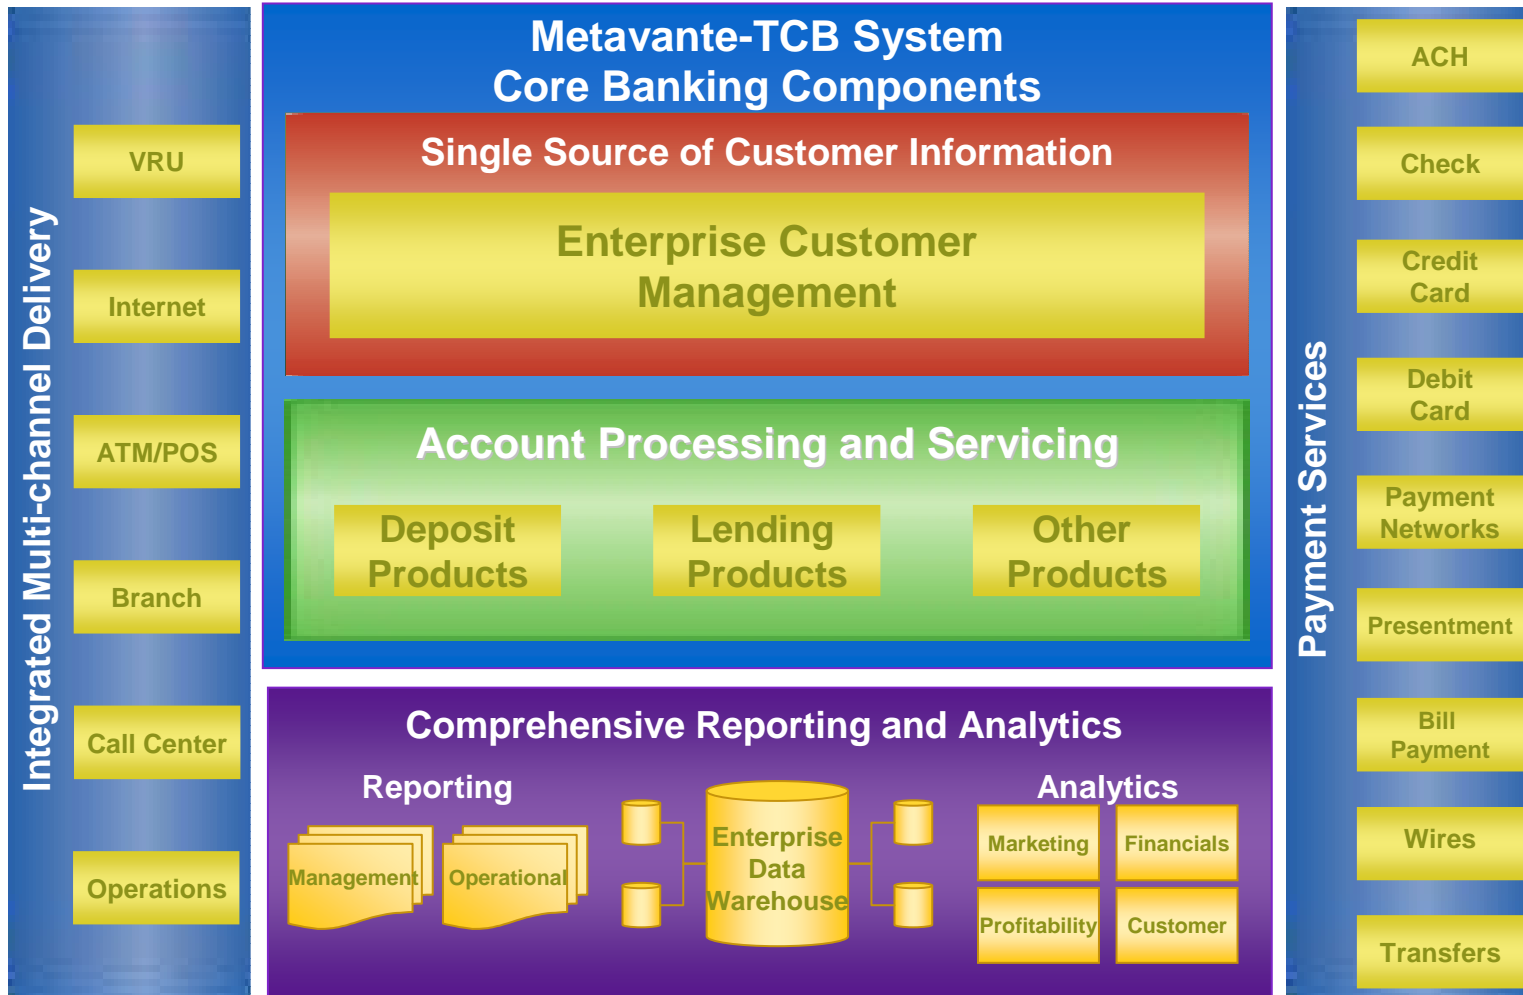 Integrated Multi-channel Delivery
VRU
Internet
ATM/POS
Branch
Call Center
Operations
Metavante-TCB System
Core Banking Components
Single Source of Customer Information
Enterprise Customer
Management
Account Processing and Servicing
Deposit
Products
Lending
Products
Other
Products
Comprehensive Reporting and Analytics
Reporting
Management
Operational
Enterprise
Data
Warehouse
Analytics
Marketing
Financials
Profitability
Customer
Payment Services
ACH
Check
Credit
Card
Debit
Card
Payment
Networks
Presentment
Bill
Payment
Wires
Transfers